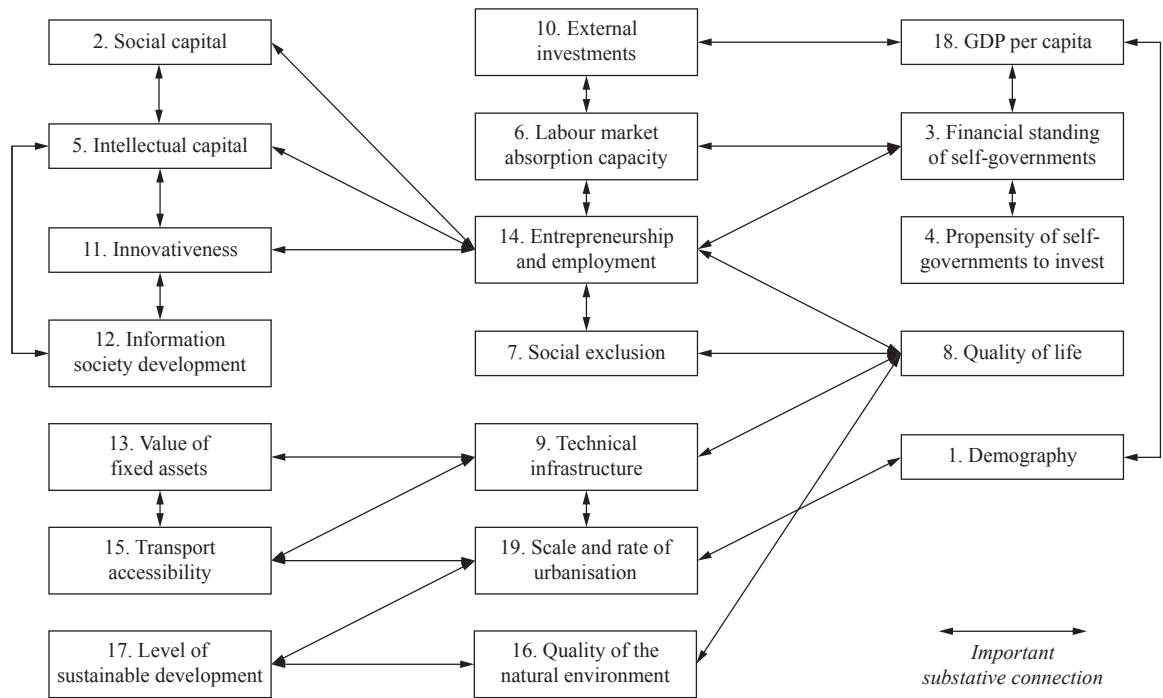 2. Social capital
10. External
investments
18. GDP per capita
5. Intellectual capital
6. Labour market
absorption capacity
3. Financial standing
of self-governments
11. Innovativeness
14. Entrepreneurship
and employment
4. Propensity of self-
governments to invest
12. Information
society development
7. Social exclusion
8. Quality of life
13. Value of
fixed assets
9. Technical
infrastructure
1. Demography
15. Transport
accessibility
19. Scale and rate of
urbanisation
17. Level of
sustainable development
16. Quality of the
natural environment
Important
substative connection